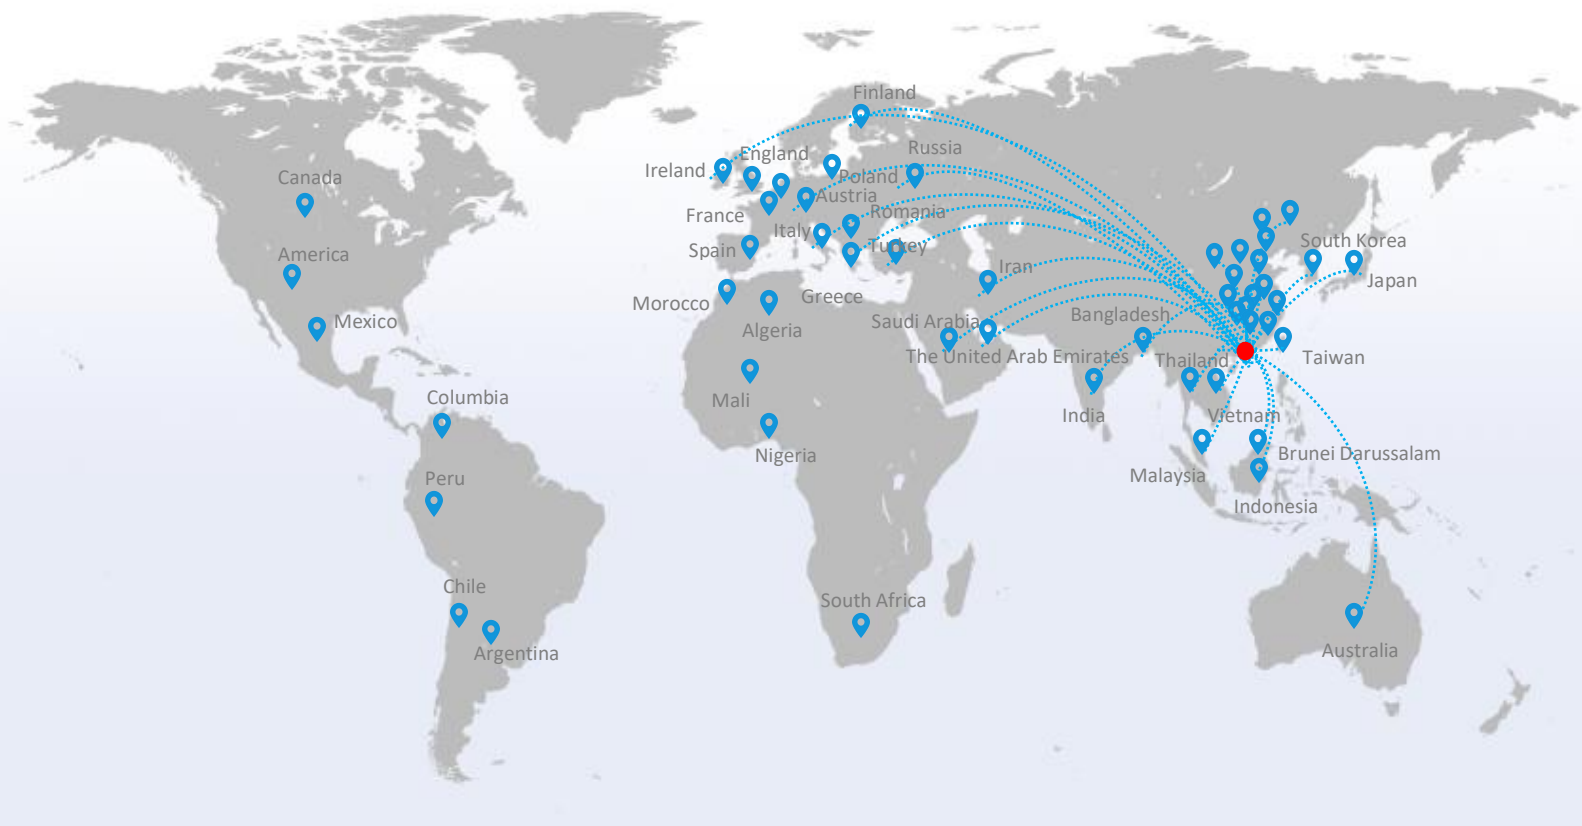 Finland
England
Russia
Ireland
Poland
Canada
Austria
France
Romania
Italy
Spain
Turkey
South Korea
America
Iran
Japan
Morocco
Greece
Algeria
Saudi Arabia
Bangladesh
Mexico
The United Arab Emirates
Thailand
Taiwan
Mali
Columbia
India
Vietnam
Nigeria
Brunei Darussalam
Peru
Malaysia
Indonesia
Chile
South Africa
Argentina
Australia